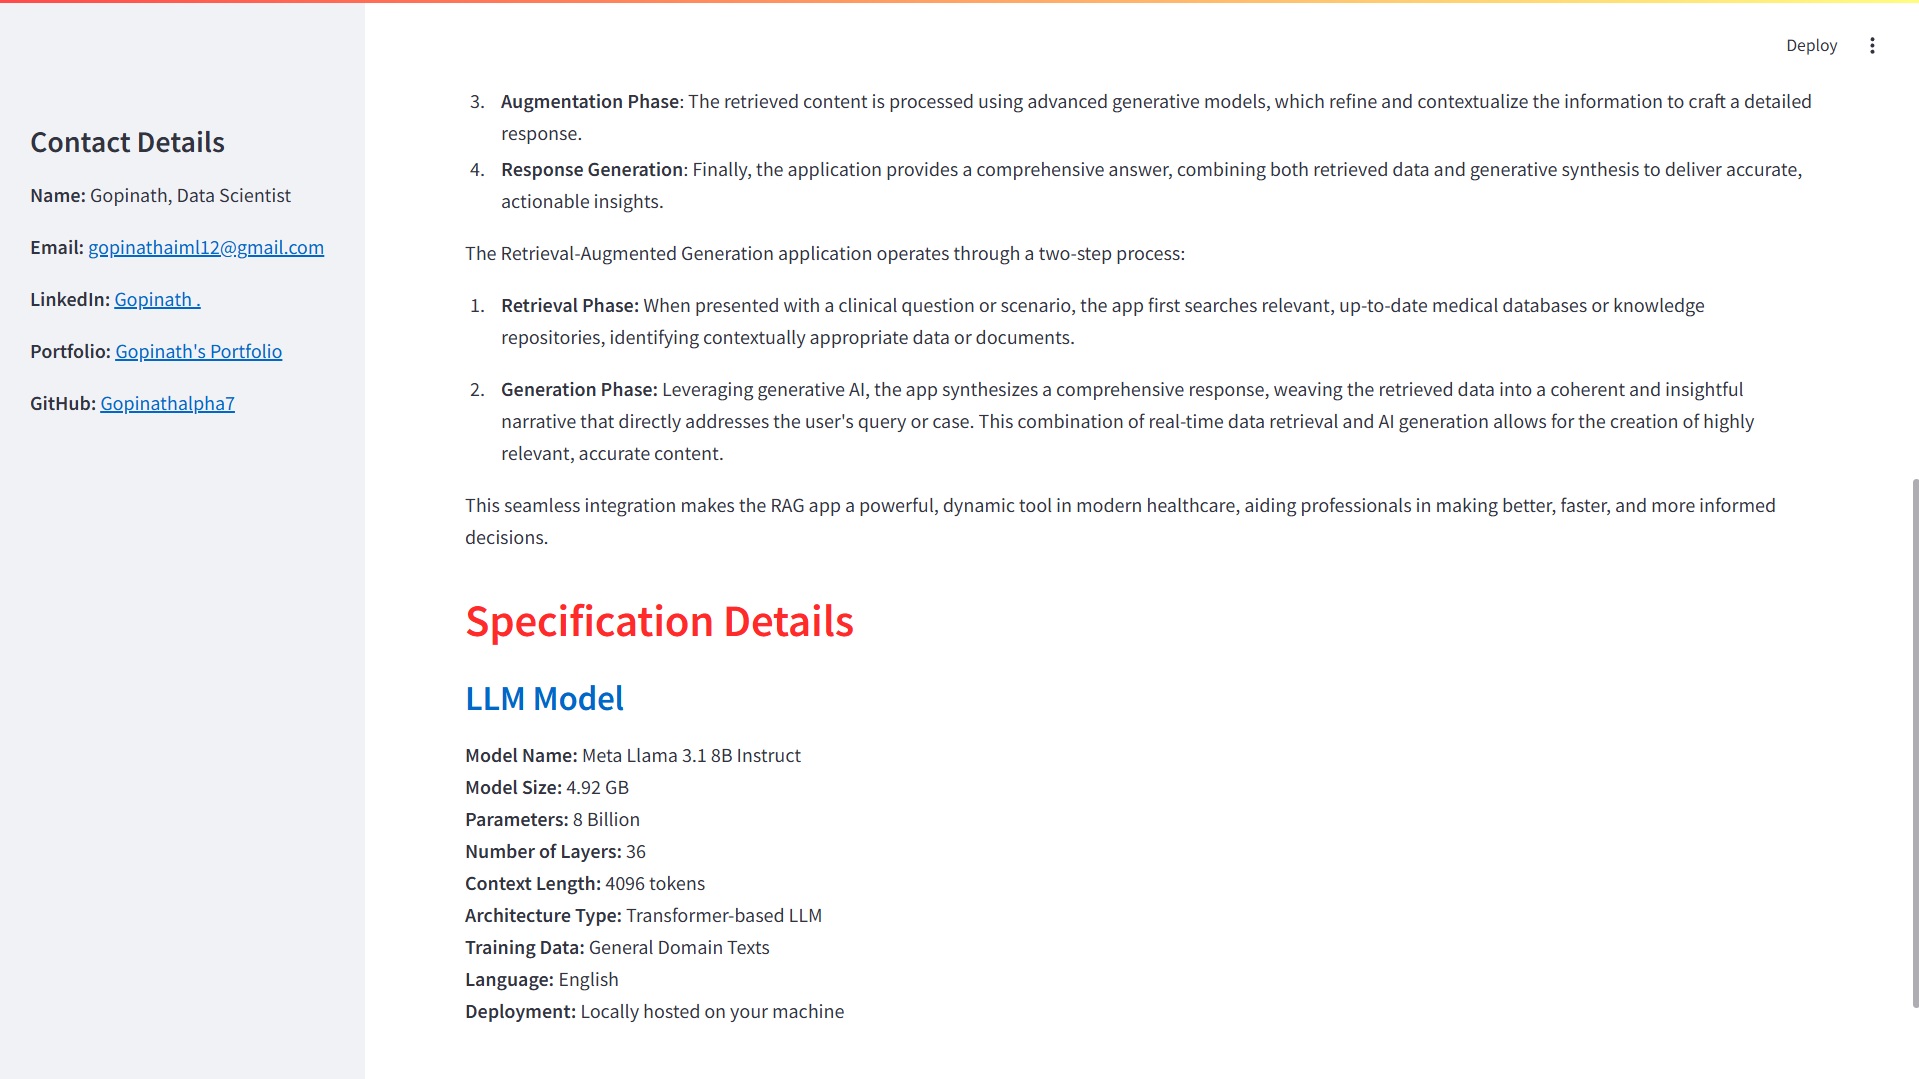 Deploy
Contact Details
Name: Gopinath, Data Scientist
Email: gopinathaiml12@gmail.com
LinkedIn: Gopinath .
Portfolio: Gopinath's Portfolio
GitHub: Gopinathalpha7
3. Augmentation Phase: The retrieved content is processed using advanced generative models, which refine and contextualize the information to craft a detailed
response.
4. Response Generation: Finally, the application provides a comprehensive answer, combining both retrieved data and generative synthesis to deliver accurate,
actionable insights.
The Retrieval-Augmented Generation application operates through a two-step process:
1. Retrieval Phase: When presented with a clinical question or scenario, the app first searches relevant, up-to-date medical databases or knowledge
repositories, identifying contextually appropriate data or documents.
2. Generation Phase: Leveraging generative AI, the app synthesizes a comprehensive response, weaving the retrieved data into a coherent and insightful
narrative that directly addresses the user's query or case. This combination of real-time data retrieval and AI generation allows for the creation of highly
relevant, accurate content.
This seamless integration makes the RAG app a powerful, dynamic tool in modern healthcare, aiding professionals in making better, faster, and more informed
decisions.
Specification Details
LLM Model
Model Name: Meta Llama 3.1 8B Instruct
Model Size: 4.92 GB
Parameters: 8 Billion
Number of Layers: 36
Context Length: 4096 tokens
Architecture Type: Transformer-based LLM
Training Data: General Domain Texts
Language: English
Deployment: Locally hosted on your machine